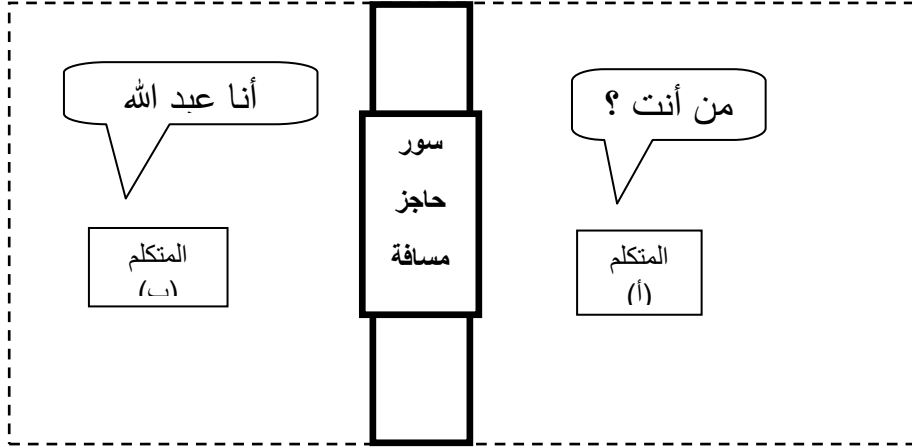 من أنت ؟
المتكلم
(أ)
سور
حاجز
مسافة
أنا عبد الله
المتكلم
(ب)